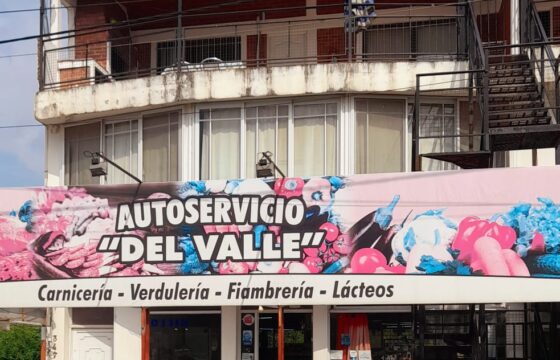 AUTOSERVICIO
"DEL VALLE"
Carnicería - Verdulería - Fiambrería - Lácteos